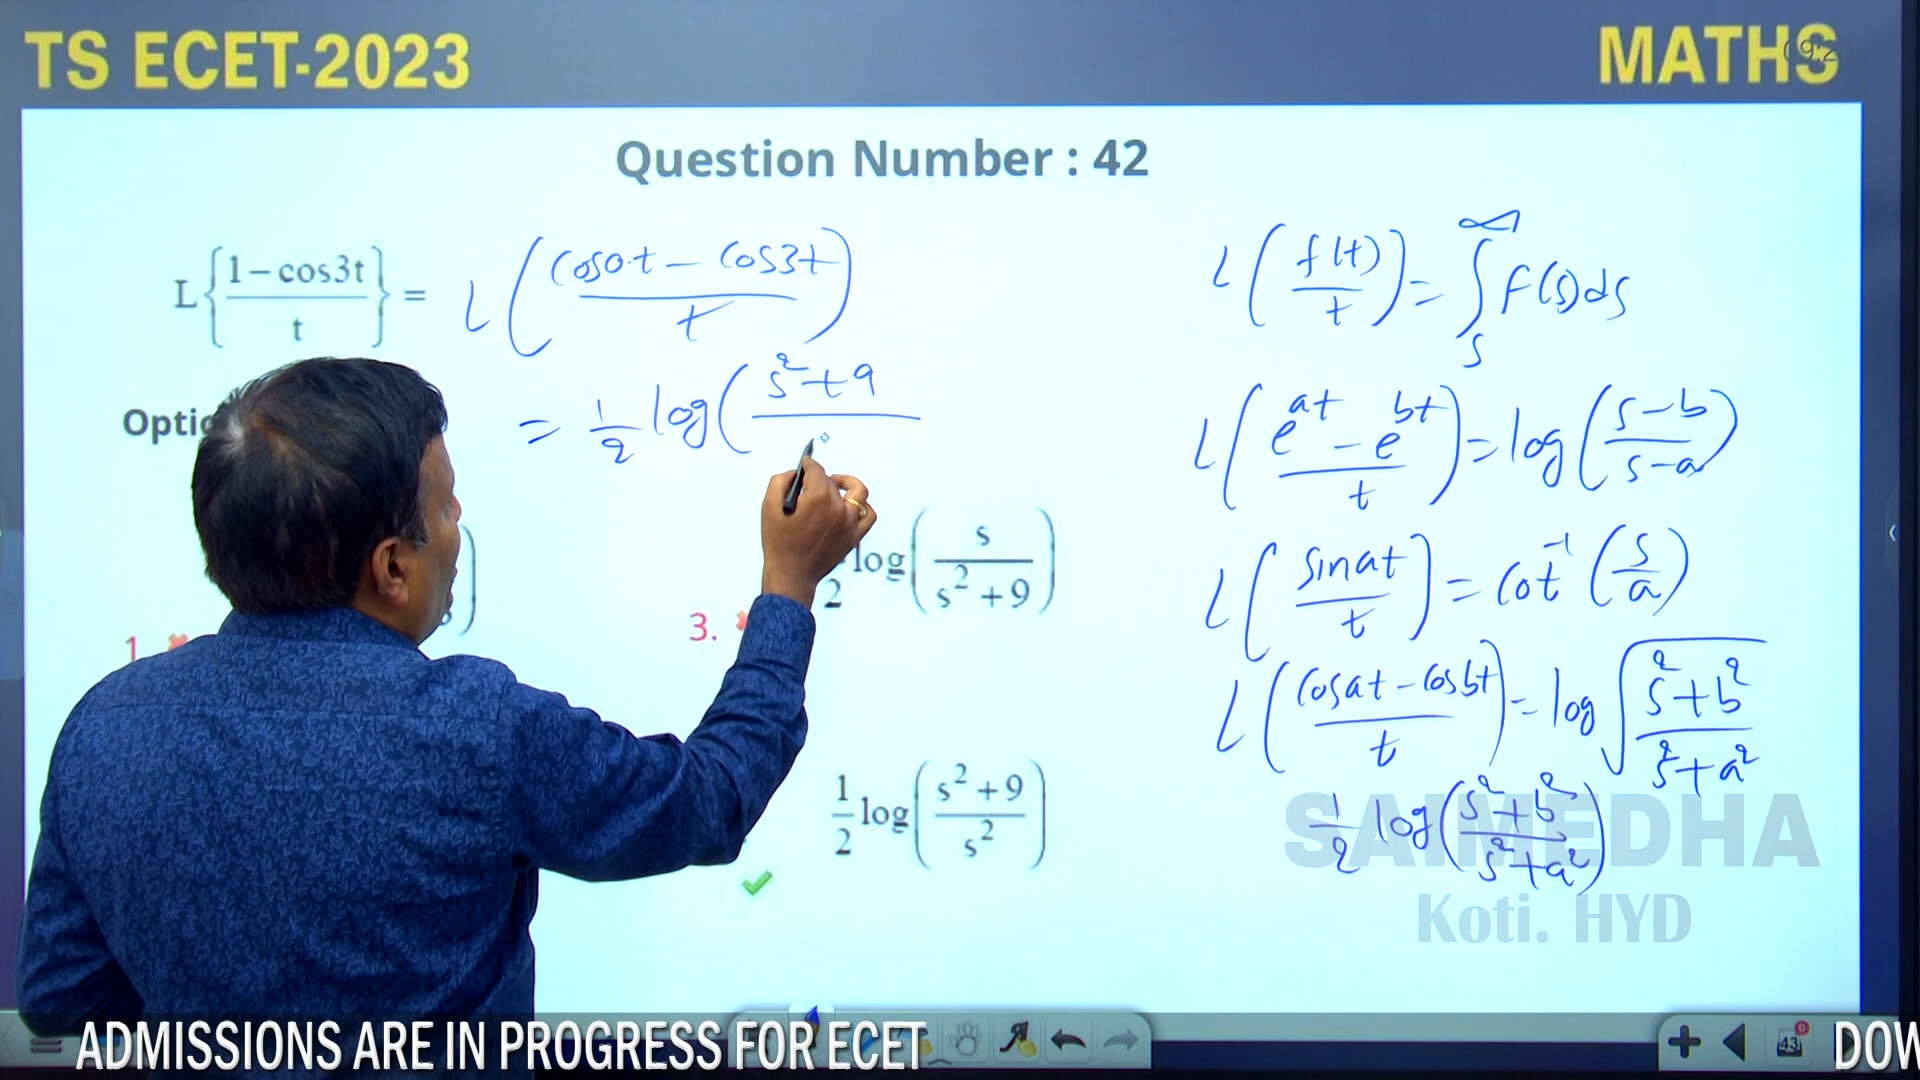 TS ECET-2023
MATHS
Question Number : 42
L{(1-cos3t)/t} = L((cos0.t - cos3t)/t)
= 1/2 log((s²+9)/
1.
3. 2 log(s/(s²+9))
1/2 log((s²+9)/s²)
L(f(t)/t) = ∫_s^∞ F(s)ds
L((e^at - e^bt)/t) = log((s-b)/(s-a))
L(sinat/t) = cot⁻¹(s/a)
L((cosat-cosbt)/t) = log √((s²+b²)/(s²+a²))
1/2 log((s²+b²)/(s²+a²))
SAIMEDHA
Koti. HYD
ADMISSIONS ARE IN PROGRESS FOR ECET
43
0